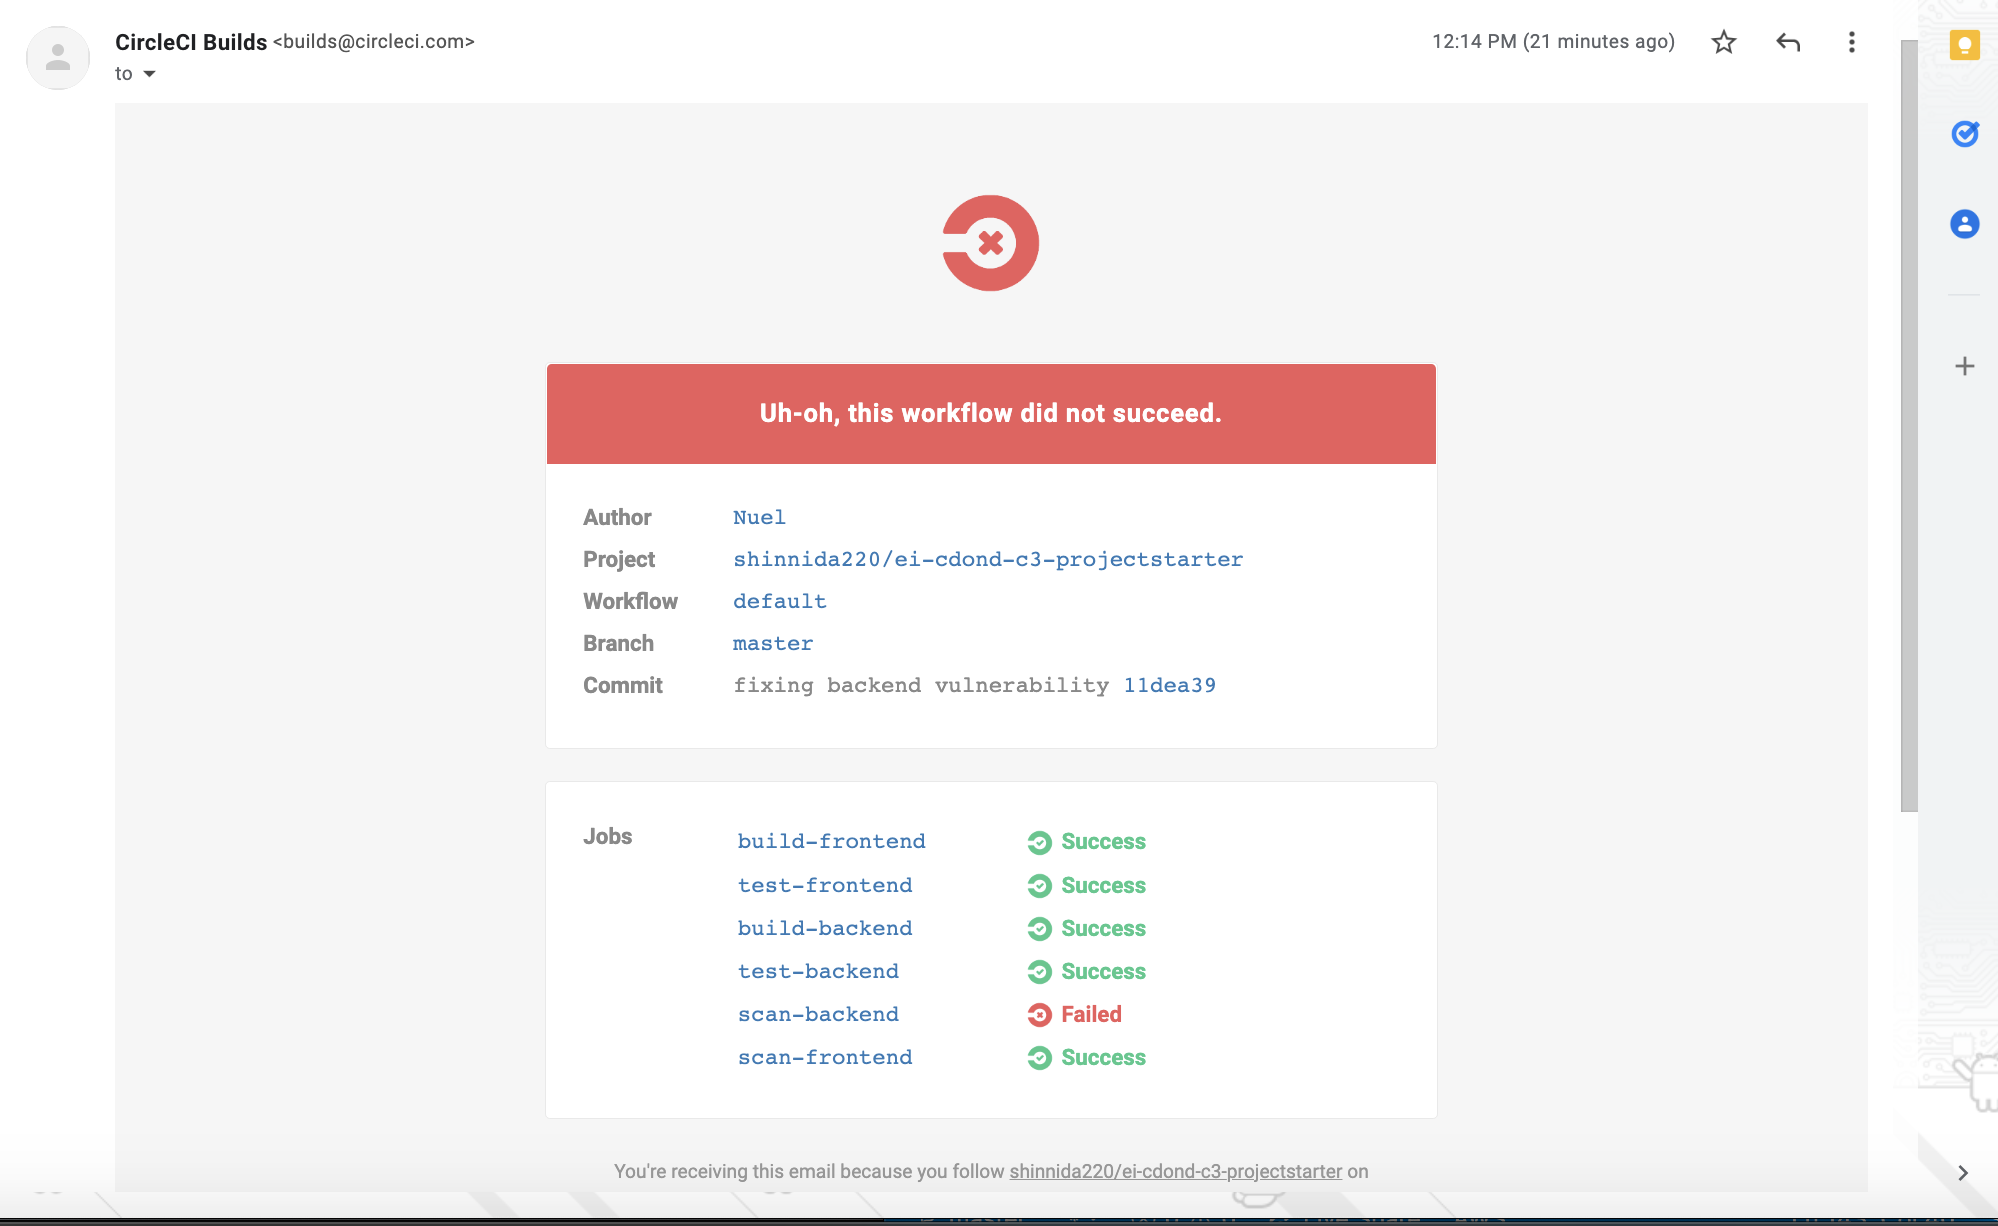 CircleCI Builds <builds@circleci.com>
12:14 PM (21 minutes ago)
to
Uh-oh, this workflow did not succeed.
Author Nuel
Project shinnida220/ei-cdond-c3-projectstarter
Workflow default
Branch master
Commit fixing backend vulnerability 11dea39
Jobs
build-frontend Success
test-frontend Success
build-backend Success
test-backend Success
scan-backend Failed
scan-frontend Success
You're receiving this email because you follow shinnida220/ei-cdond-c3-projectstarter on